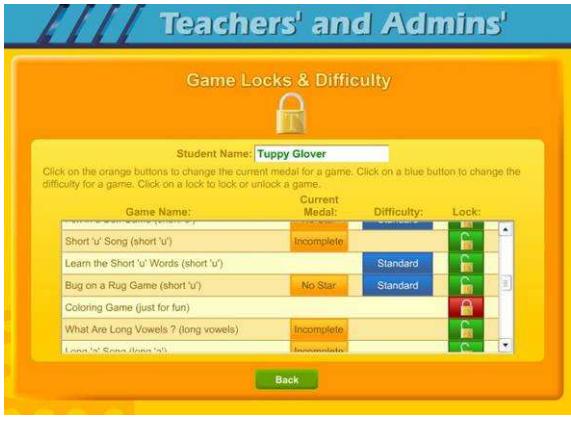 Teachers' and Admins'
Game Locks & Difficulty
T
Student Name: Tuppy Glover
Click on the orange buttons to change the current medal for a game. Click on a blue button to change the
difficulty for a game. Click on a lock to lock or unlock a game.
Game Name: Current Medal: Difficulty: Lock:
Short 'u' Song (short 'u') Incomplete
Learn the Short 'u' Words (short 'u') Standard
Bug on a Rug Game (short 'u') No Star Standard
Coloring Game (just for fun)
What Are Long Vowels ? (long vowels) Incomplete
Long 'a' Song (long 'a') Incomplete
Back